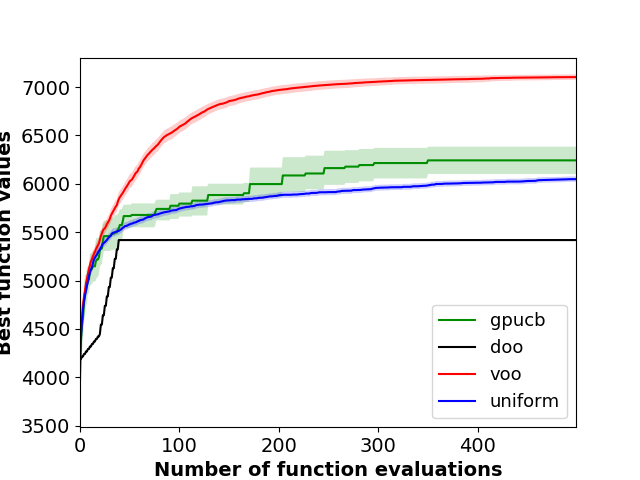 7000
6500
6000
5500
5000
4500
4000
3500
Best function values
0 100 200 300 400
Number of function evaluations
gpucb
doo
voo
uniform